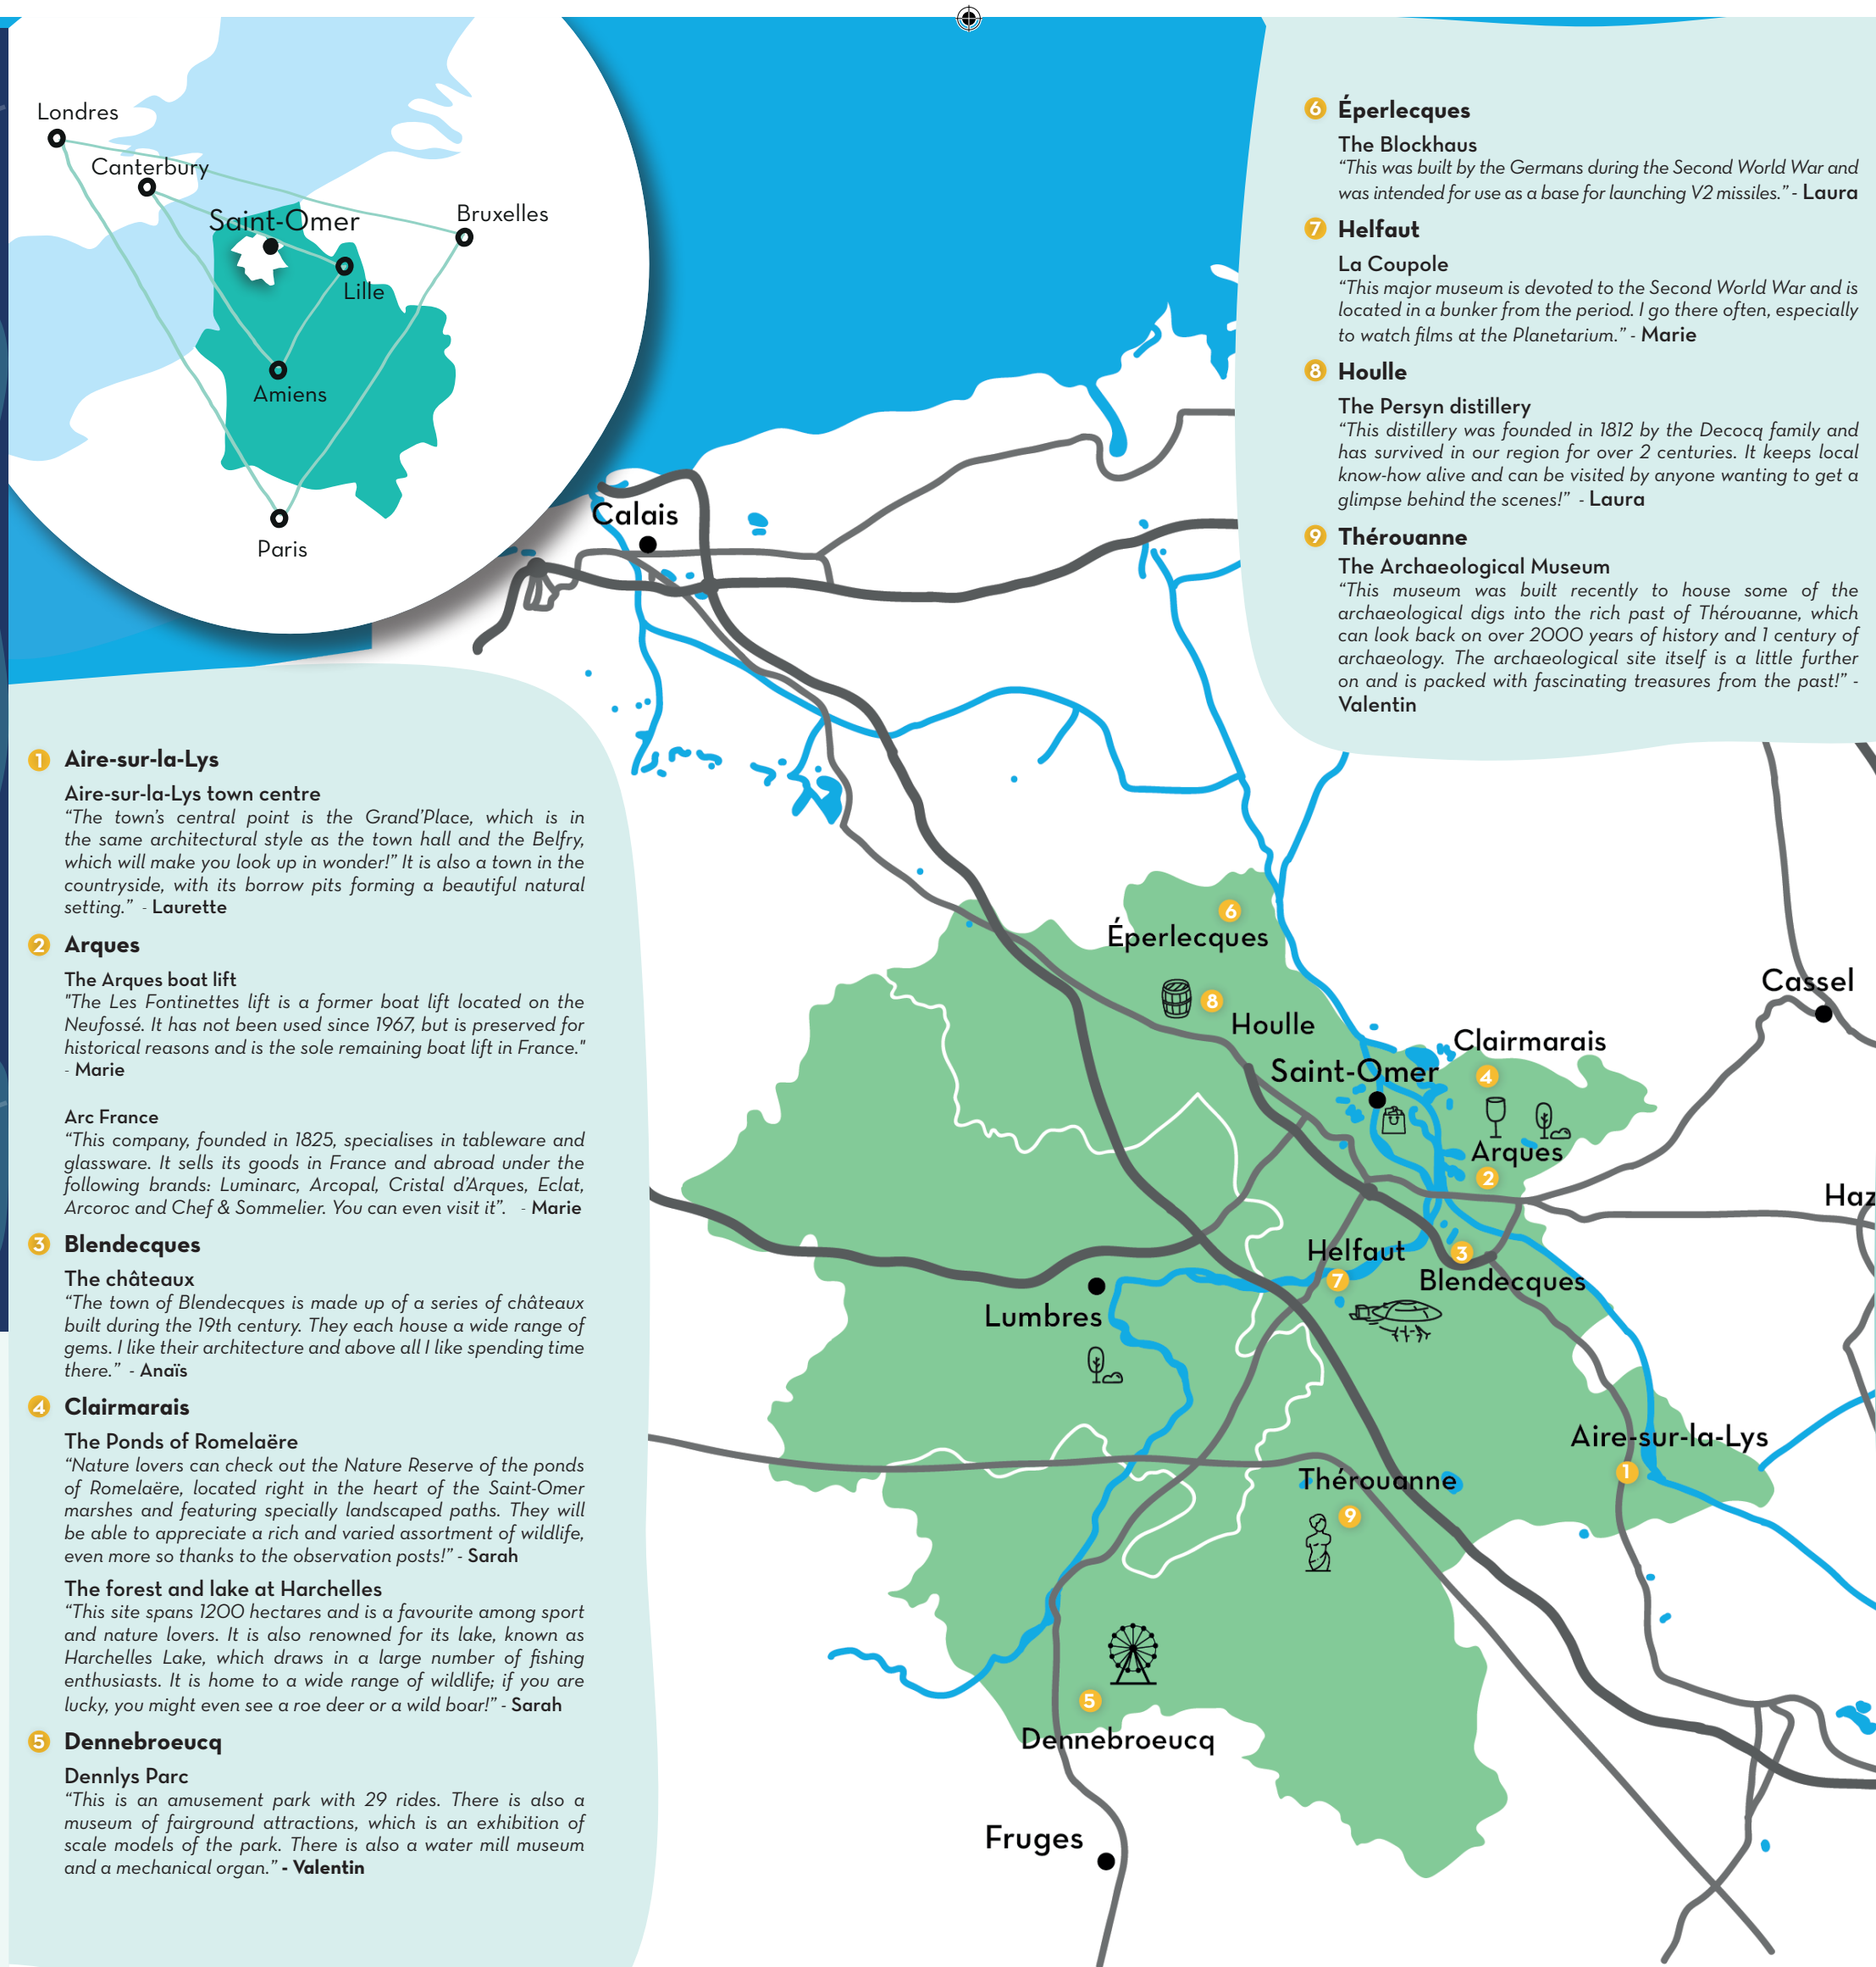 Londres
Canterbury
Saint-Omer
Bruxelles
Lille
Amiens
Paris
1 Aire-sur-la-Lys
Aire-sur-la-Lys town centre
“The town’s central point is the Grand’Place, which is in
the same architectural style as the town hall and the Belfry,
which will make you look up in wonder!” It is also a town in the
countryside, with its borrow pits forming a beautiful natural
setting.” - Laurette
2 Arques
The Arques boat lift
"The Les Fontinettes lift is a former boat lift located on the
Neufossé. It has not been used since 1967, but is preserved for
historical reasons and is the sole remaining boat lift in France."
- Marie
Arc France
“This company, founded in 1825, specialises in tableware and
glassware. It sells its goods in France and abroad under the
following brands: Luminarc, Arcopal, Cristal d’Arques, Eclat,
Arcoroc and Chef & Sommelier. You can even visit it”. - Marie
3 Blendecques
The châteaux
“The town of Blendecques is made up of a series of châteaux
built during the 19th century. They each house a wide range of
gems. I like their architecture and above all I like spending time
there.” - Anaïs
4 Clairmarais
The Ponds of Romelaëre
“Nature lovers can check out the Nature Reserve of the ponds
of Romelaëre, located right in the heart of the Saint-Omer
marshes and featuring specially landscaped paths. They will
be able to appreciate a rich and varied assortment of wildlife,
even more so thanks to the observation posts!” - Sarah
The forest and lake at Harchelles
“This site spans 1200 hectares and is a favourite among sport
and nature lovers. It is also renowned for its lake, known as
Harchelles Lake, which draws in a large number of fishing
enthusiasts. It is home to a wide range of wildlife; if you are
lucky, you might even see a roe deer or a wild boar!” - Sarah
5 Dennebroeucq
Dennlys Parc
“This is an amusement park with 29 rides. There is also a
museum of fairground attractions, which is an exhibition of
scale models of the park. There is also a water mill museum
and a mechanical organ.” - Valentin
6 Éperlecques
The Blockhaus
“This was built by the Germans during the Second World War and
was intended for use as a base for launching V2 missiles.” - Laura
7 Helfaut
La Coupole
“This major museum is devoted to the Second World War and is
located in a bunker from the period. I go there often, especially
to watch films at the Planetarium.” - Marie
8 Houlle
The Persyn distillery
“This distillery was founded in 1812 by the Decocq family and
has survived in our region for over 2 centuries. It keeps local
know-how alive and can be visited by anyone wanting to get a
glimpse behind the scenes!” - Laura
9 Thérouanne
The Archaeological Museum
“This museum was built recently to house some of the
archaeological digs into the rich past of Thérouanne, which
can look back on over 2000 years of history and 1 century of
archaeology. The archaeological site itself is a little further
on and is packed with fascinating treasures from the past!” -
Valentin
Calais
6
Éperlecques
8
Houlle
Cassel
Clairmarais
Saint-Omer
4
Arques
2
Haz
Helfaut
3
7
Blendecques
Lumbres
Aire-sur-la-Lys
1
Thérouanne
9
5
Dennebroeucq
Fruges